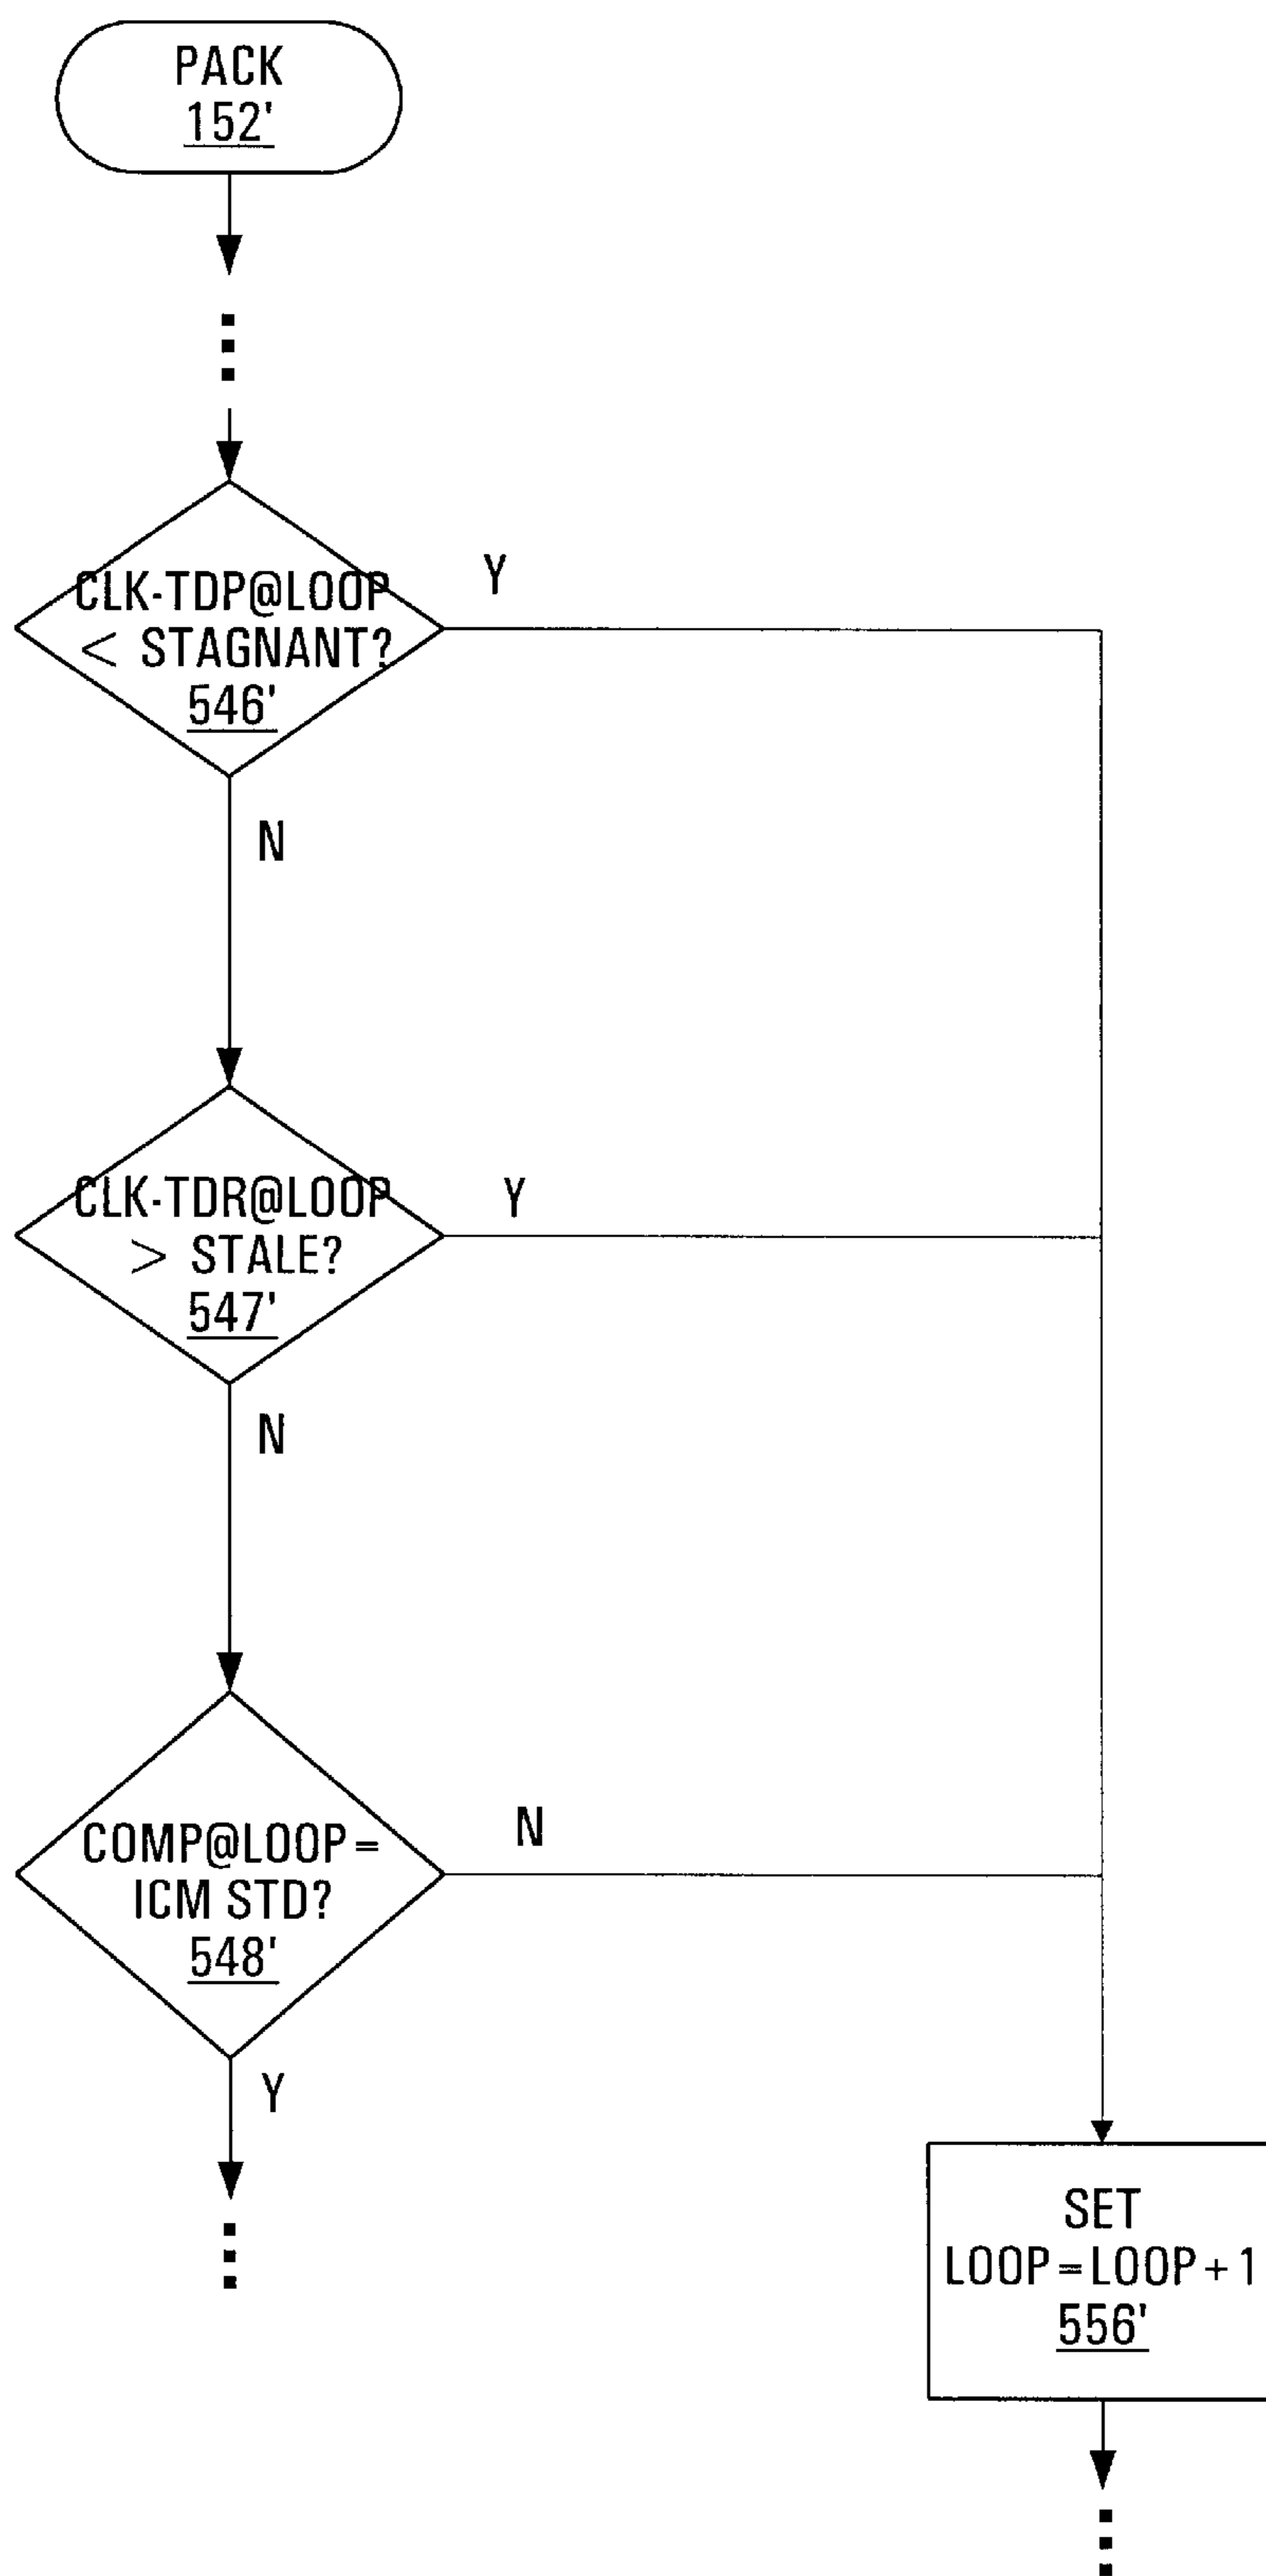 PACK
152'
CLK-TDP@LOOP
< STAGNANT?
546'
Y
N
CLK-TDR@LOOP
> STALE?
547'
Y
N
COMP@LOOP=
ICM STD?
548'
N
Y
SET
LOOP=LOOP+1
556'